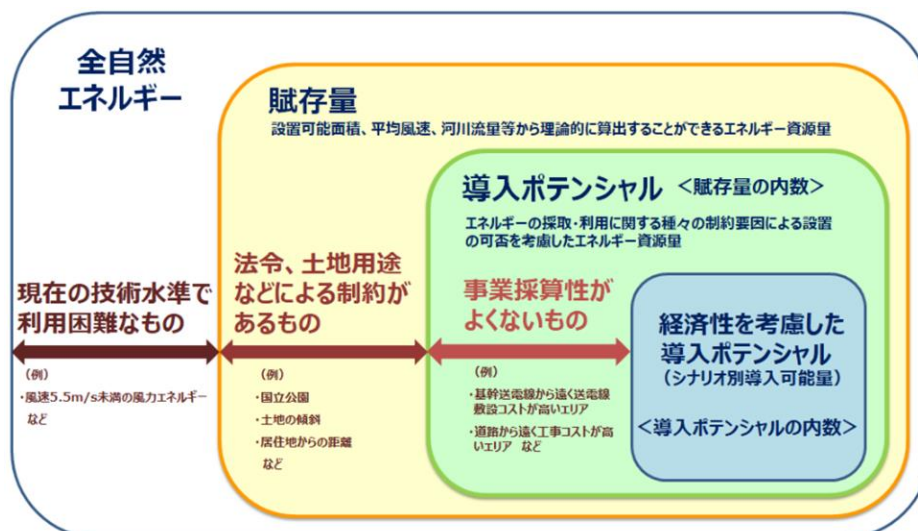 全自然
エネルギー
賦存量
設置可能面積、平均風速、河川流量等から理論的に算出することができるエネルギー資源量
導入ポテンシャル <賦存量の内数>
エネルギーの採取・利用に関する種々の制約要因による設置
の可否を考慮したエネルギー資源量
現在の技術水準で
利用困難なもの
(例)
・風速5.5m/s未満の風力エネルギー
など
法令、土地用途
などによる制約が
あるもの
(例)
・国立公園
・土地の傾斜
・居住地からの距離
など
事業採算性が
よくないもの
(例)
・基幹送電線から遠く送電線
敷設コストが高いエリア
・道路から遠く工事コストが高
いエリア など
経済性を考慮した
導入ポテンシャル
(シナリオ別導入可能量)
<導入ポテンシャルの内数>